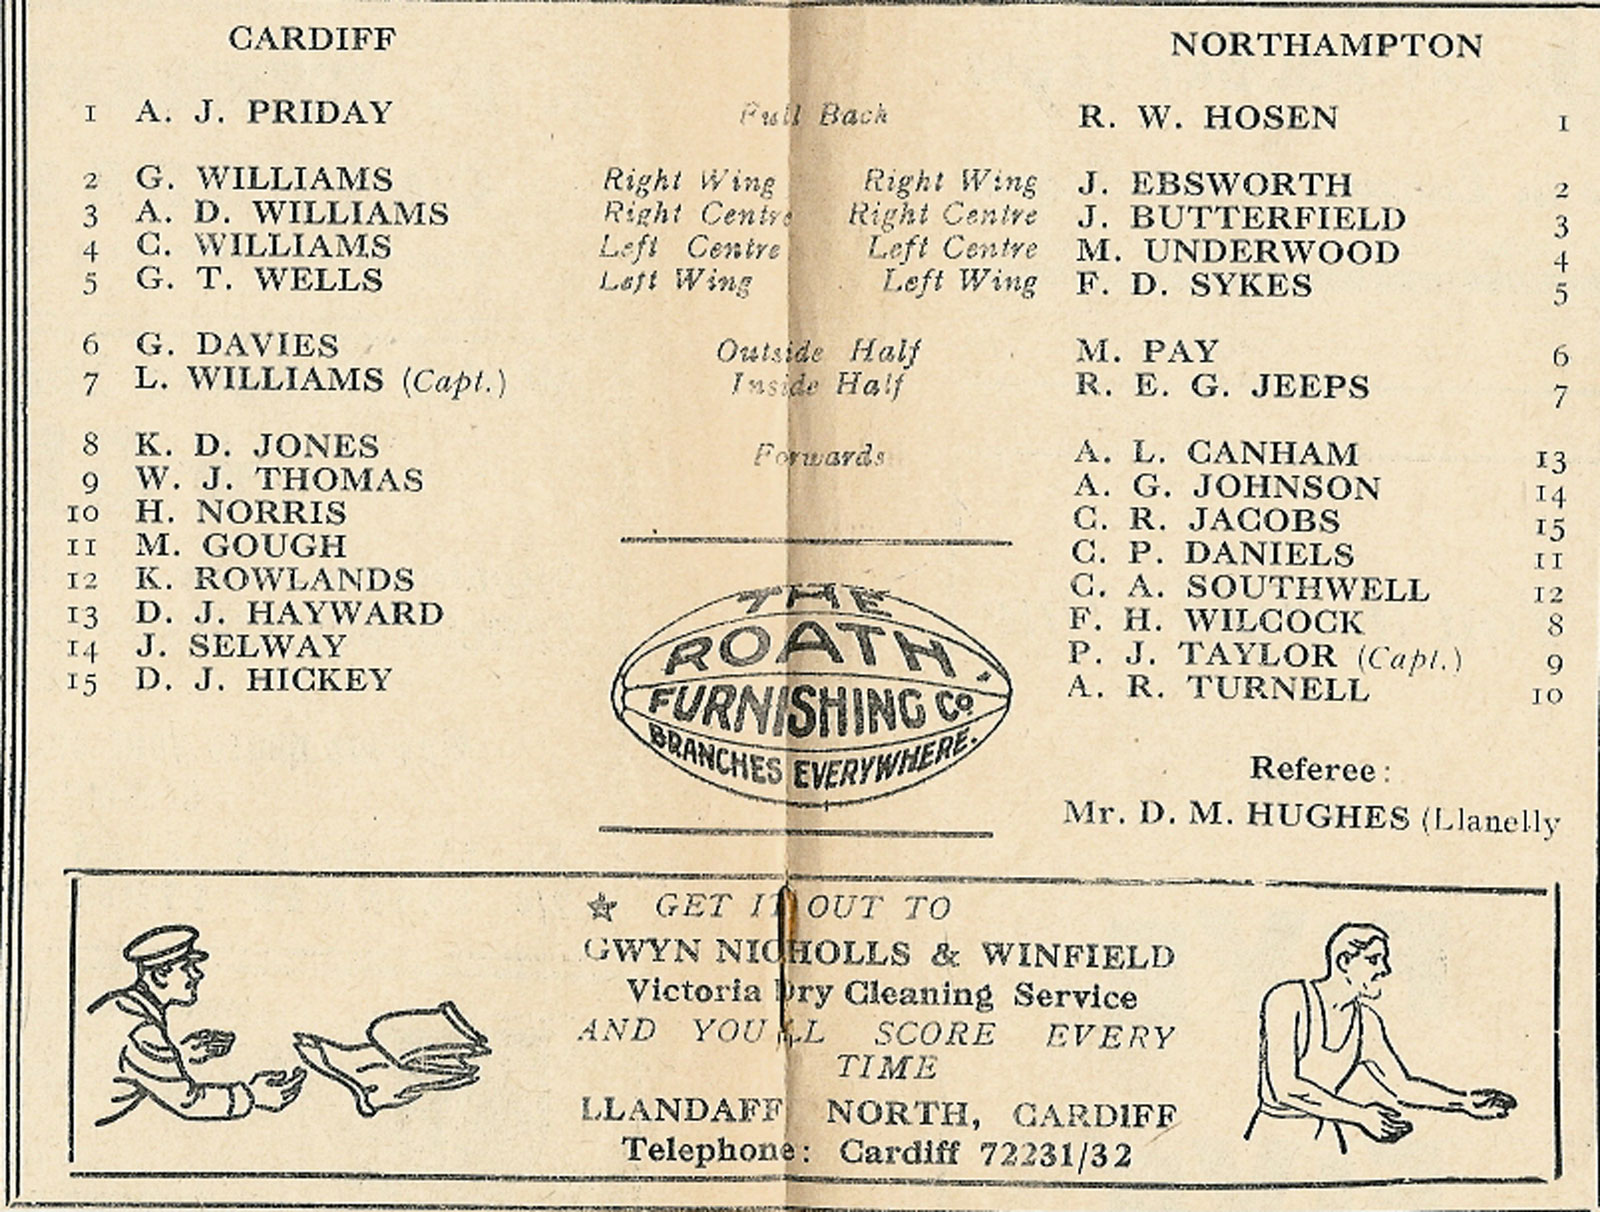 CARDIFF NORTHAMPTON
1 A. J. PRIDAY Full Back R. W. HOSEN 1
2 G. WILLIAMS Right Wing Right Wing J. EBSWORTH 2
3 A. D. WILLIAMS Right Centre Right Centre J. BUTTERFIELD 3
4 C. WILLIAMS Left Centre Left Centre M. UNDERWOOD 4
5 G. T. WELLS Left Wing Left Wing F. D. SYKES 5
6 G. DAVIES Outside Half M. PAY 6
7 L. WILLIAMS (Capt.) Inside Half R. E. G. JEEPS 7
8 K. D. JONES Forwards A. L. CANHAM 13
9 W. J. THOMAS A. G. JOHNSON 14
10 H. NORRIS C. R. JACOBS 15
11 M. GOUGH C. P. DANIELS 11
12 K. ROWLANDS C. A. SOUTHWELL 12
13 D. J. HAYWARD F. H. WILCOCK 8
14 J. SELWAY P. J. TAYLOR (Capt.) 9
15 D. J. HICKEY A. R. TURNELL 10
THE
ROATH
FURNISHING Co
BRANCHES EVERYWHERE.
Referee:
Mr. D. M. HUGHES (Llanelly
GET IT OUT TO
GWYN NICHOLLS & WINFIELD
Victoria Dry Cleaning Service
AND YOU'LL SCORE EVERY
TIME
LLANDAFF NORTH, CARDIFF
Telephone: Cardiff 72231/32